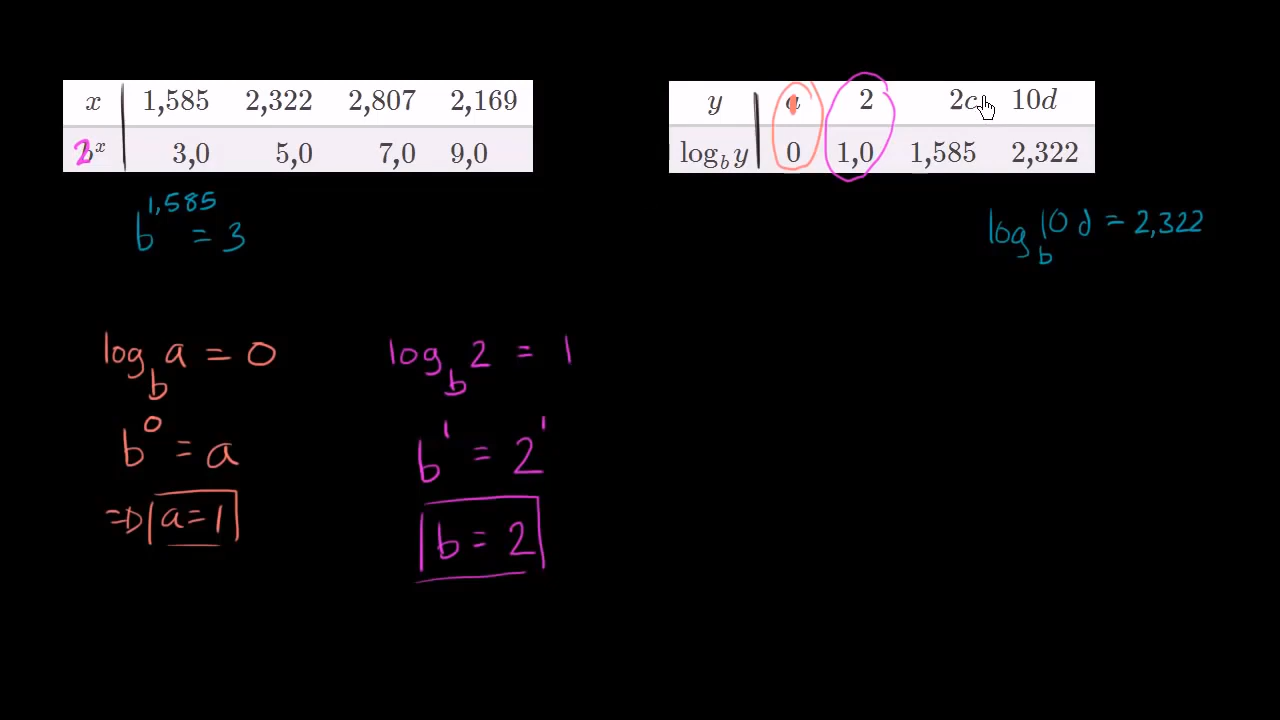 x 1,585 2,322 2,807 2,169
2 bˣ 3,0 5,0 7,0 9,0
y a 2 2c 10d
log_b y 0 1,0 1,585 2,322
b^1,585 = 3
log_b 10d = 2,322
log_b a = 0
b^0 = a
⇒ a = 1
log_b 2 = 1
b^1 = 2^1
b = 2